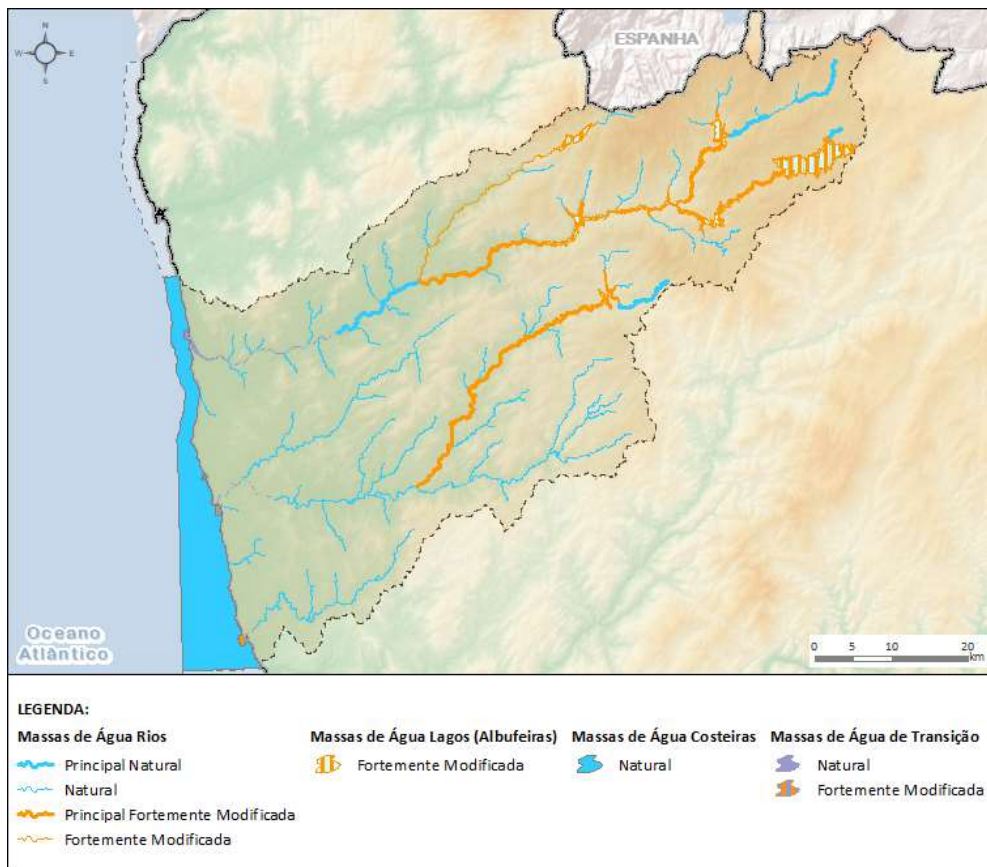 N
W E
S
ESPANHA
Oceano
Atlântico
0 5 10 20
km
LEGENDA:
Massas de Água Rios
Principal Natural
Natural
Principal Fortemente Modificada
Fortemente Modificada
Massas de Água Lagos (Albufeiras)
Fortemente Modificada
Massas de Água Costeiras
Natural
Massas de Água de Transição
Natural
Fortemente Modificada